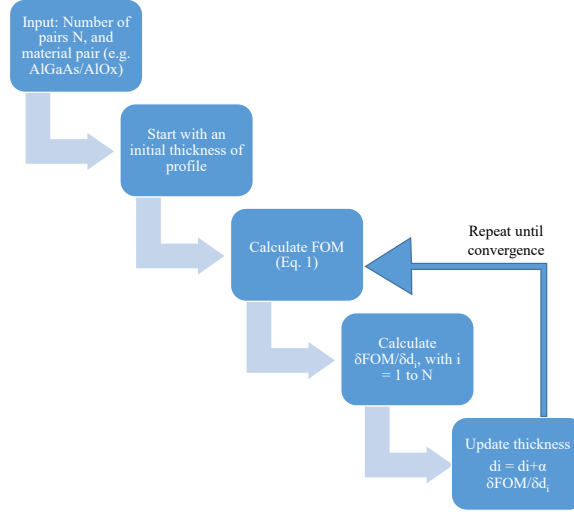 Input: Number of
pairs N, and
material pair (e.g.
AlGaAs/AlOx)
Start with an
initial thickness of
profile
Calculate FOM
(Eq. 1)
Repeat until
convergence
Calculate
δFOM/δdᵢ, with i
= 1 to N
Update thickness
di = di+α
δFOM/δdᵢ